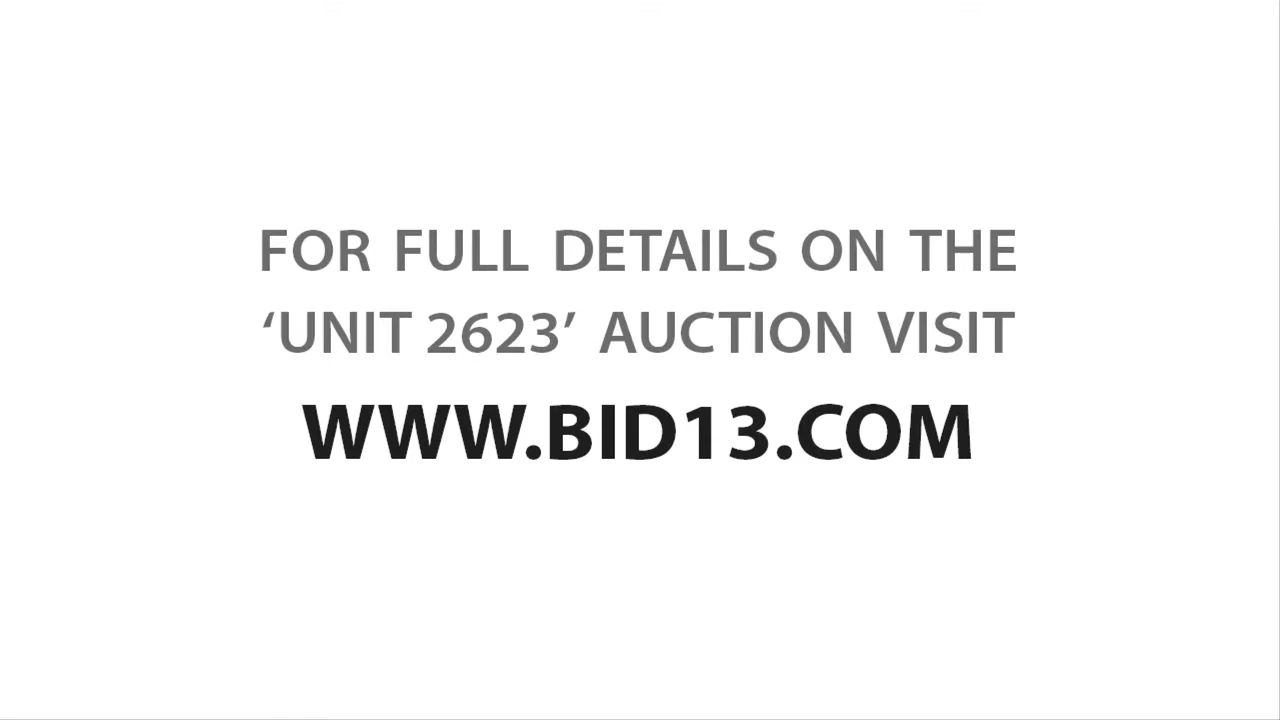 FOR FULL DETAILS ON THE
‘UNIT 2623’ AUCTION VISIT
WWW.BID13.COM